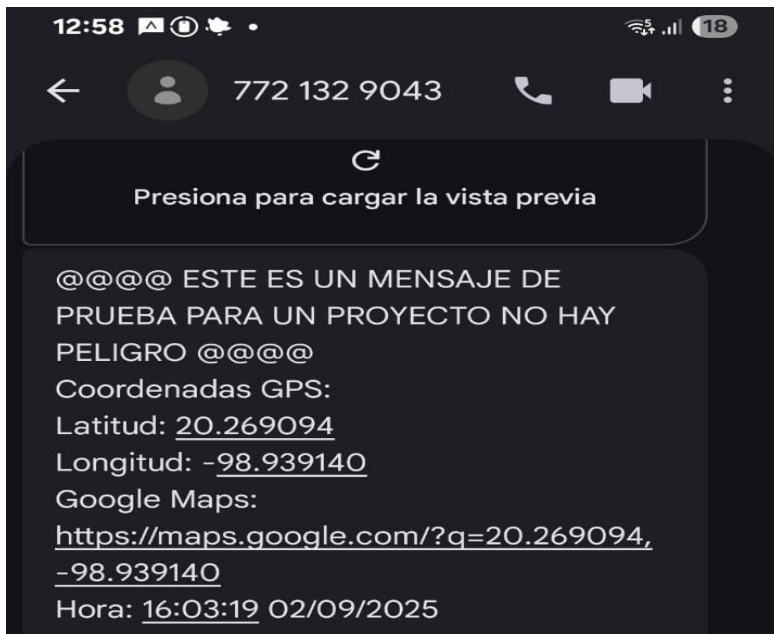 12:58
18
772 132 9043
Presiona para cargar la vista previa
@@@@ ESTE ES UN MENSAJE DE
PRUEBA PARA UN PROYECTO NO HAY
PELIGRO @@@@
Coordenadas GPS:
Latitud: 20.269094
Longitud: -98.939140
Google Maps:
https://maps.google.com/?q=20.269094,
-98.939140
Hora: 16:03:19 02/09/2025